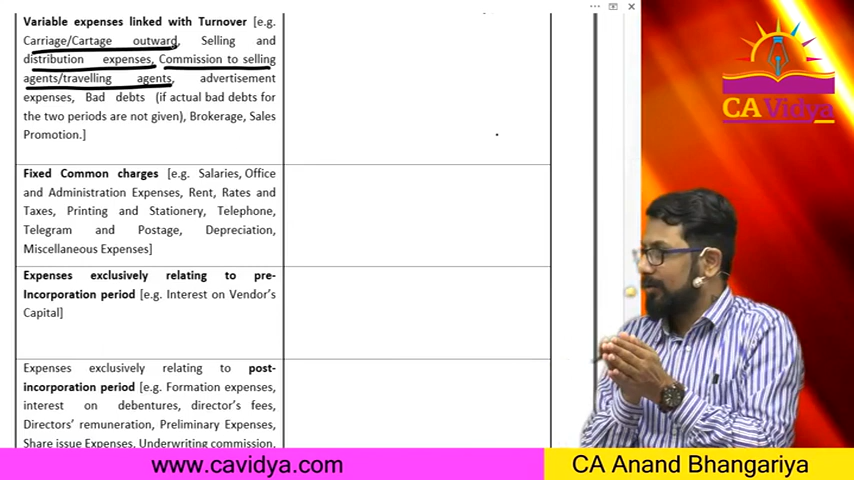 Variable expenses linked with Turnover [e.g.
Carriage/Cartage outward, Selling and
distribution expenses, Commission to selling
agents/travelling agents, advertisement
expenses, Bad debts (if actual bad debts for
the two periods are not given), Brokerage, Sales
Promotion.]
Fixed Common charges [e.g. Salaries, Office
and Administration Expenses, Rent, Rates and
Taxes, Printing and Stationery, Telephone,
Telegram and Postage, Depreciation,
Miscellaneous Expenses]
Expenses exclusively relating to pre-
Incorporation period [e.g. Interest on Vendor's
Capital]
Expenses exclusively relating to post-
incorporation period [e.g. Formation expenses,
interest on debentures, director's fees,
Directors' remuneration, Preliminary Expenses,
Share issue Expenses, Underwriting commission,
CA Vidya
www.cavidya.com
CA Anand Bhangariya